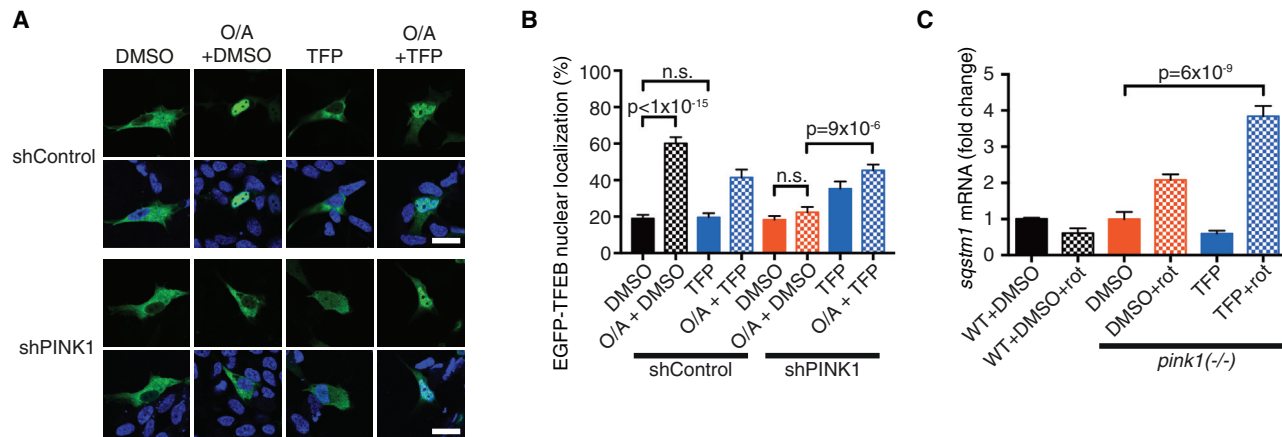 A
DMSO
O/A
+DMSO
TFP
O/A
+TFP
shControl
shPINK1
B
EGFP-TFEB nuclear localization (%)
100
80
60
40
20
0
n.s.
p<1x10-15
n.s.
p=9x10-6
DMSO
O/A + DMSO
TFP
O/A + TFP
DMSO
O/A + DMSO
TFP
O/A + TFP
shControl
shPINK1
C
sqstm1 mRNA (fold change)
5
4
3
2
1
0
p=6x10-9
WT+DMSO
WT+DMSO+rot
DMSO
DMSO+rot
TFP
TFP+rot
pink1(-/-)